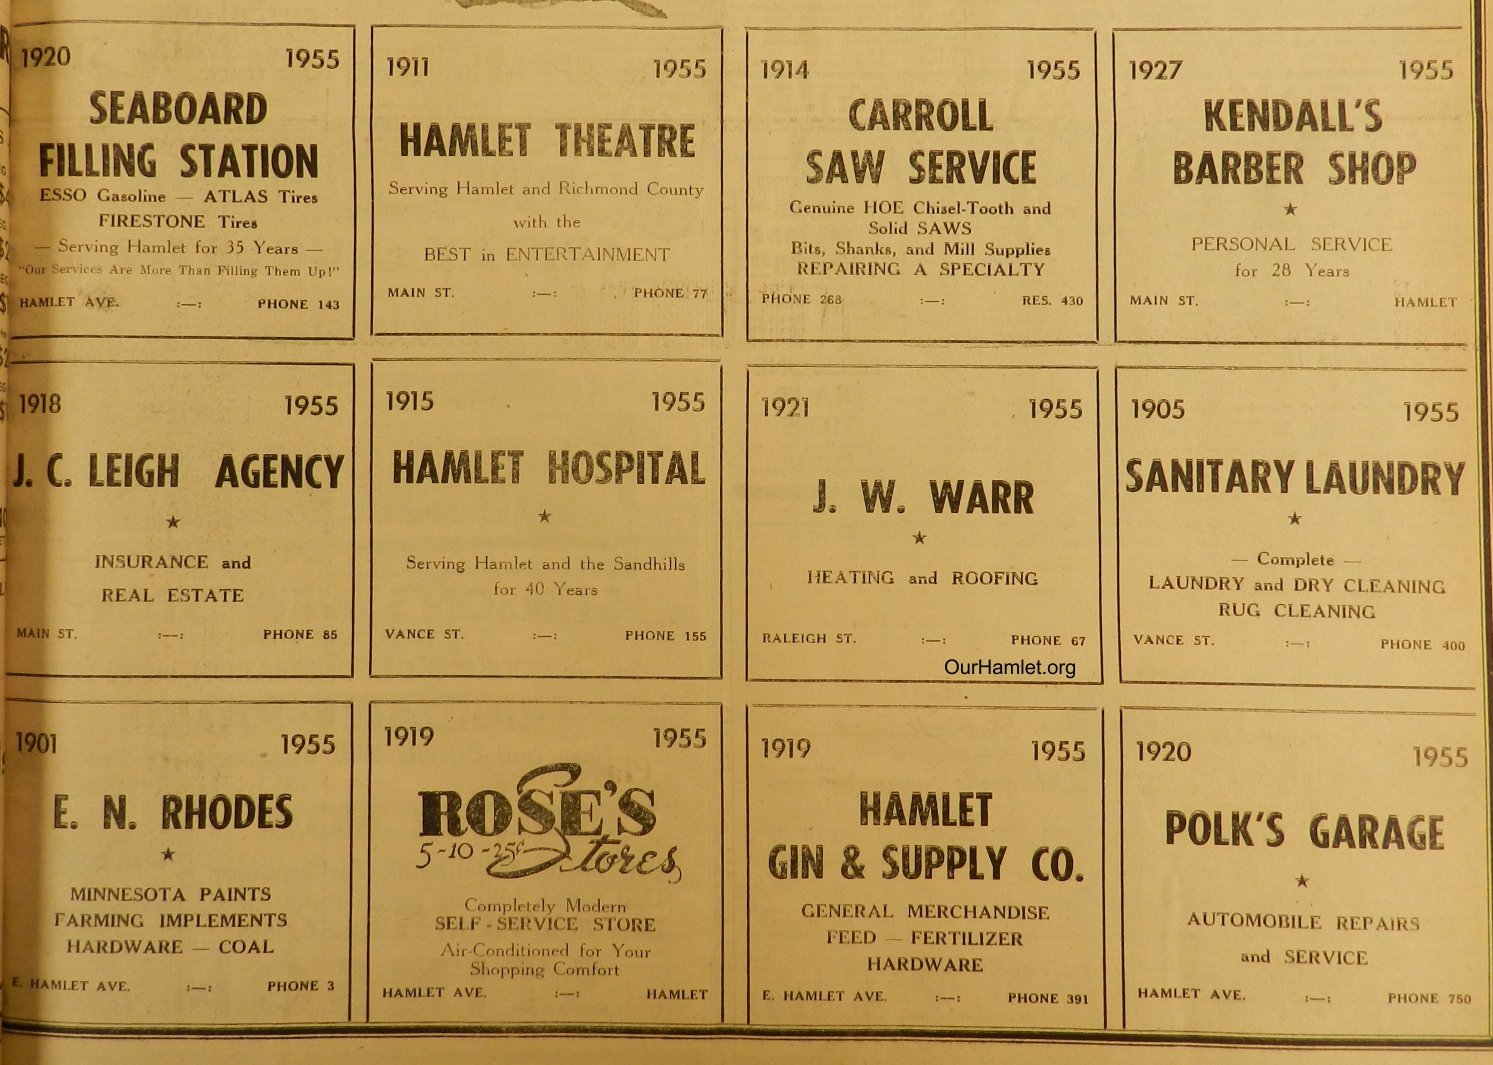 1920 1955
SEABOARD
FILLING STATION
ESSO Gasoline — ATLAS Tires
FIRESTONE Tires
— Serving Hamlet for 35 Years —
"Our Services Are More Than Filling Them Up!"
HAMLET AVE. :—: PHONE 143
1911 1955
HAMLET THEATRE
Serving Hamlet and Richmond County
with the
BEST in ENTERTAINMENT
MAIN ST. :—: PHONE 77
1914 1955
CARROLL
SAW SERVICE
Genuine HOE Chisel-Tooth and
Solid SAWS
Bits, Shanks, and Mill Supplies
REPAIRING A SPECIALTY
PHONE 268 :—: RES. 430
1927 1955
KENDALL'S
BARBER SHOP
★
PERSONAL SERVICE
for 28 Years
MAIN ST. :—: HAMLET
1918 1955
J. C. LEIGH AGENCY
★
INSURANCE and
REAL ESTATE
MAIN ST. :—: PHONE 85
1915 1955
HAMLET HOSPITAL
★
Serving Hamlet and the Sandhills
for 40 Years
VANCE ST. :—: PHONE 155
1921 1955
J. W. WARR
★
HEATING and ROOFING
RALEIGH ST. :—: PHONE 67
OurHamlet.org
1905 1955
SANITARY LAUNDRY
★
— Complete —
LAUNDRY and DRY CLEANING
RUG CLEANING
VANCE ST. :—: PHONE 400
1901 1955
E. N. RHODES
★
MINNESOTA PAINTS
FARMING IMPLEMENTS
HARDWARE — COAL
E. HAMLET AVE. :—: PHONE 3
1919 1955
ROSE'S
5-10-25¢ Stores
Completely Modern
SELF-SERVICE STORE
Air-Conditioned for Your
Shopping Comfort
HAMLET AVE. :—: HAMLET
1919 1955
HAMLET
GIN & SUPPLY CO.
GENERAL MERCHANDISE
FEED — FERTILIZER
HARDWARE
E. HAMLET AVE. :—: PHONE 391
1920 1955
POLK'S GARAGE
★
AUTOMOBILE REPAIRS
and SERVICE
HAMLET AVE. :—: PHONE 750